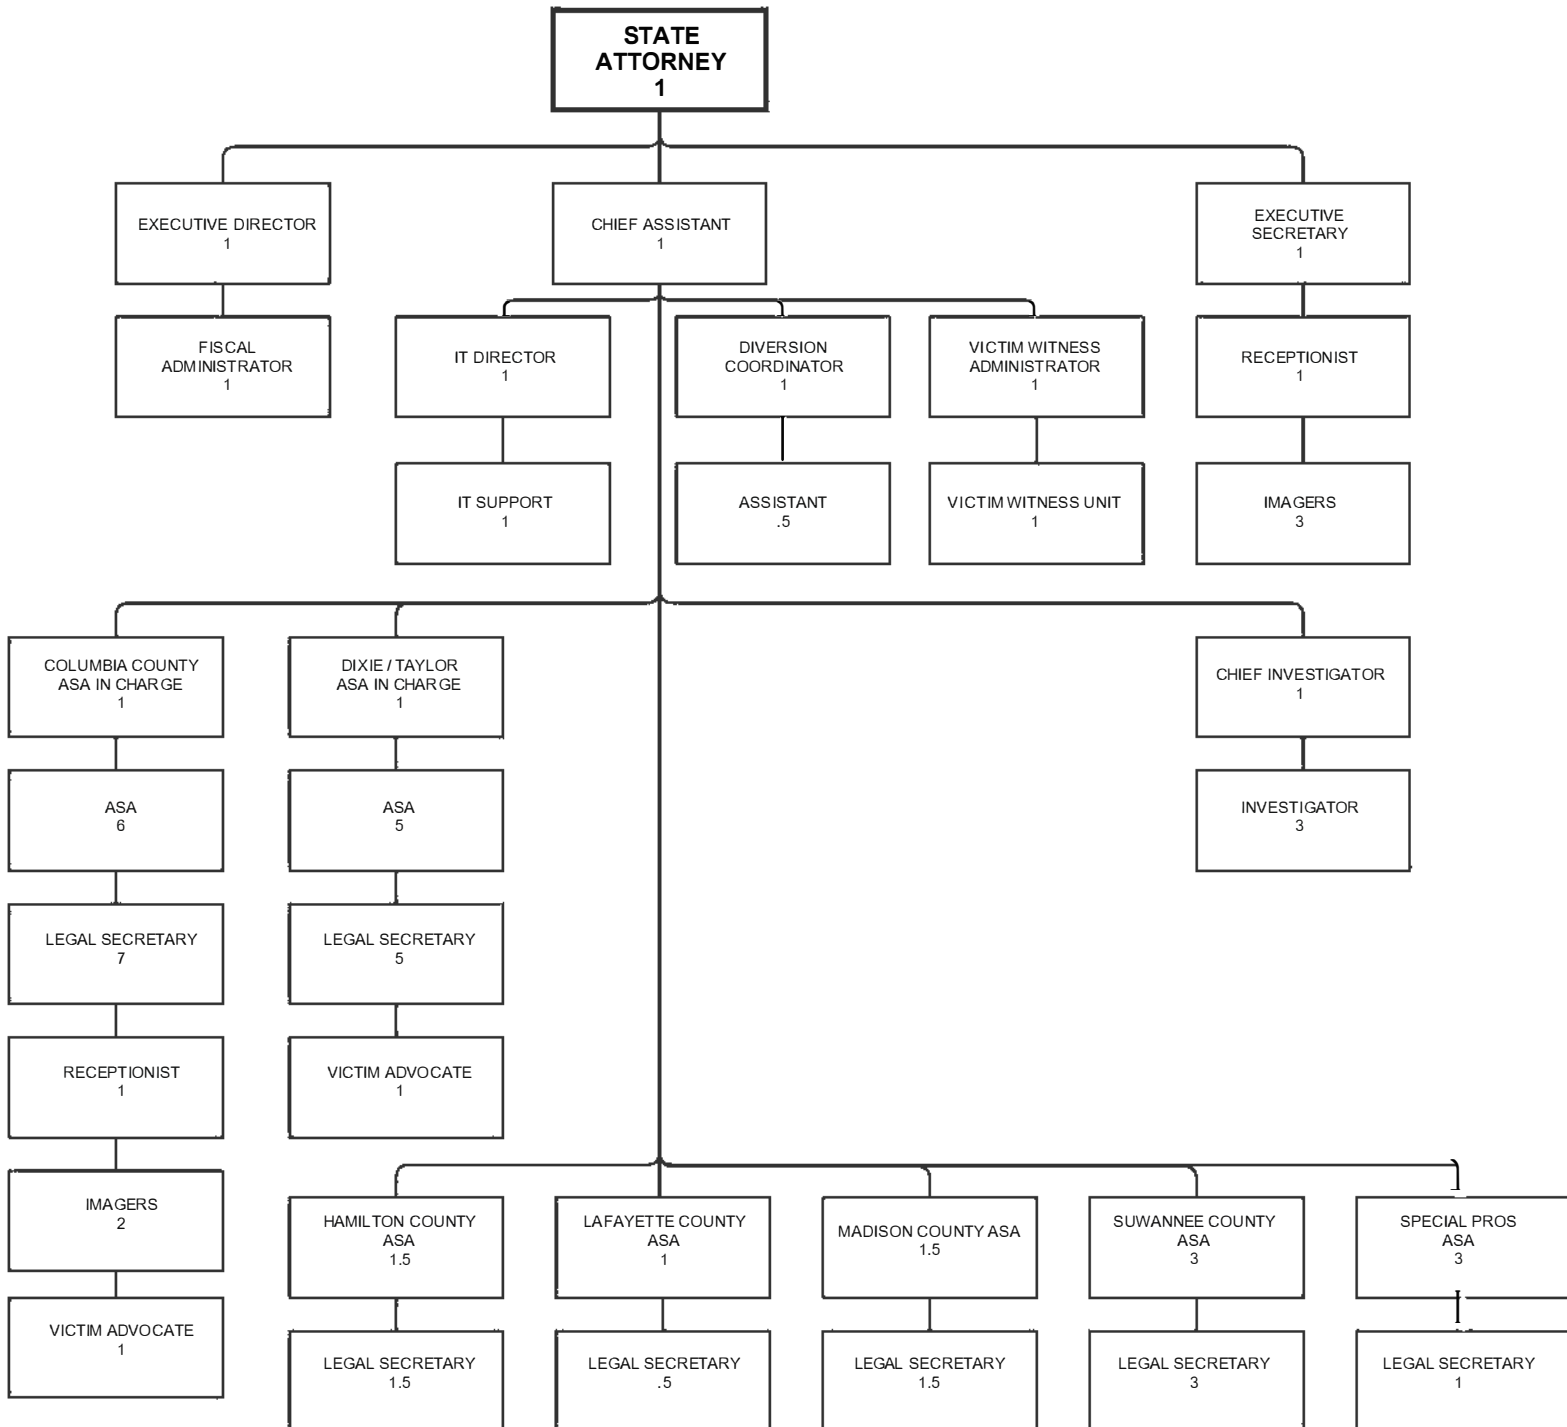 STATE
ATTORNEY
1
EXECUTIVE DIRECTOR
1
CHIEF ASSISTANT
1
EXECUTIVE
SECRETARY
1
FISCAL
ADMINISTRATOR
1
IT DIRECTOR
1
DIVERSION
COORDINATOR
1
VICTIM WITNESS
ADMINISTRATOR
1
RECEPTIONIST
1
IT SUPPORT
1
ASSISTANT
.5
VICTIM WITNESS UNIT
1
IMAGERS
3
COLUMBIA COUNTY
ASA IN CHARGE
1
DIXIE / TAYLOR
ASA IN CHARGE
1
CHIEF INVESTIGATOR
1
ASA
6
ASA
5
INVESTIGATOR
3
LEGAL SECRETARY
7
LEGAL SECRETARY
5
RECEPTIONIST
1
VICTIM ADVOCATE
1
IMAGERS
2
HAMILTON COUNTY
ASA
1.5
LAFAYETTE COUNTY
ASA
1
MADISON COUNTY ASA
1.5
SUWANNEE COUNTY
ASA
3
SPECIAL PROS
ASA
3
VICTIM ADVOCATE
1
LEGAL SECRETARY
1.5
LEGAL SECRETARY
.5
LEGAL SECRETARY
1.5
LEGAL SECRETARY
3
LEGAL SECRETARY
1